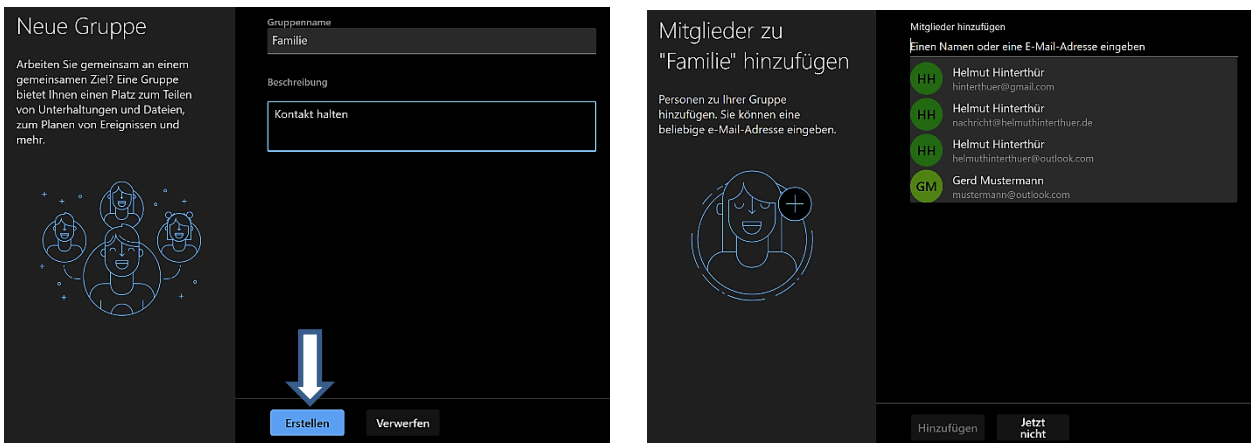 Neue Gruppe
Arbeiten Sie gemeinsam an einem
gemeinsamen Ziel? Eine Gruppe
bietet Ihnen einen Platz zum Teilen
von Unterhaltungen und Dateien,
zum Planen von Ereignissen und
mehr.
Gruppenname
Familie
Beschreibung
Kontakt halten
Erstellen
Verwerfen
Mitglieder zu
"Familie" hinzufügen
Personen zu Ihrer Gruppe
hinzufügen. Sie können eine
beliebige e-Mail-Adresse eingeben.
Mitglieder hinzufügen
Einen Namen oder eine E-Mail-Adresse eingeben
HH
Helmut Hinterthür
hinterthuer@gmail.com
HH
Helmut Hinterthür
nachricht@helmuthinterthuer.de
HH
Helmut Hinterthür
helmuthinterthuer@outlook.com
GM
Gerd Mustermann
mustermann@outlook.com
Hinzufügen
Jetzt
nicht